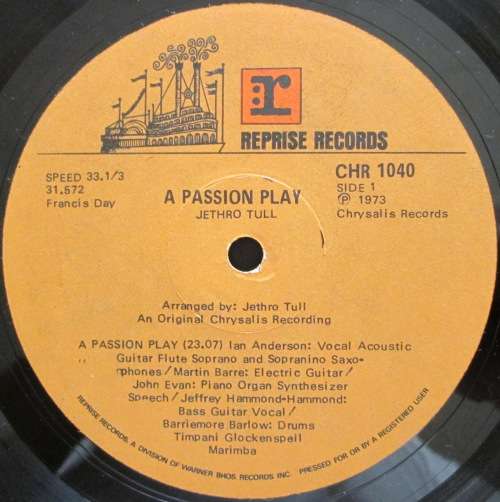 r
REPRISE RECORDS
SPEED 33.1/3
31.572
Francis Day
A PASSION PLAY
JETHRO TULL
CHR 1040
SIDE 1
Ⓟ 1973
Chrysalis Records
Arranged by: Jethro Tull
An Original Chrysalis Recording
A PASSION PLAY (23.07) Ian Anderson: Vocal Acoustic
Guitar Flute Soprano and Sopranino Saxo-
phones/ Martin Barre: Electric Guitar/
John Evan: Piano Organ Synthesizer
Speech/ Jeffrey Hammond-Hammond:
Bass Guitar Vocal/
Barriemore Barlow: Drums
Timpani Glockenspell
Marimba
REPRISE RECORDS, A DIVISION OF WARNER BROS. RECORDS INC. PRESSED FOR OR BY A REGISTERED USER